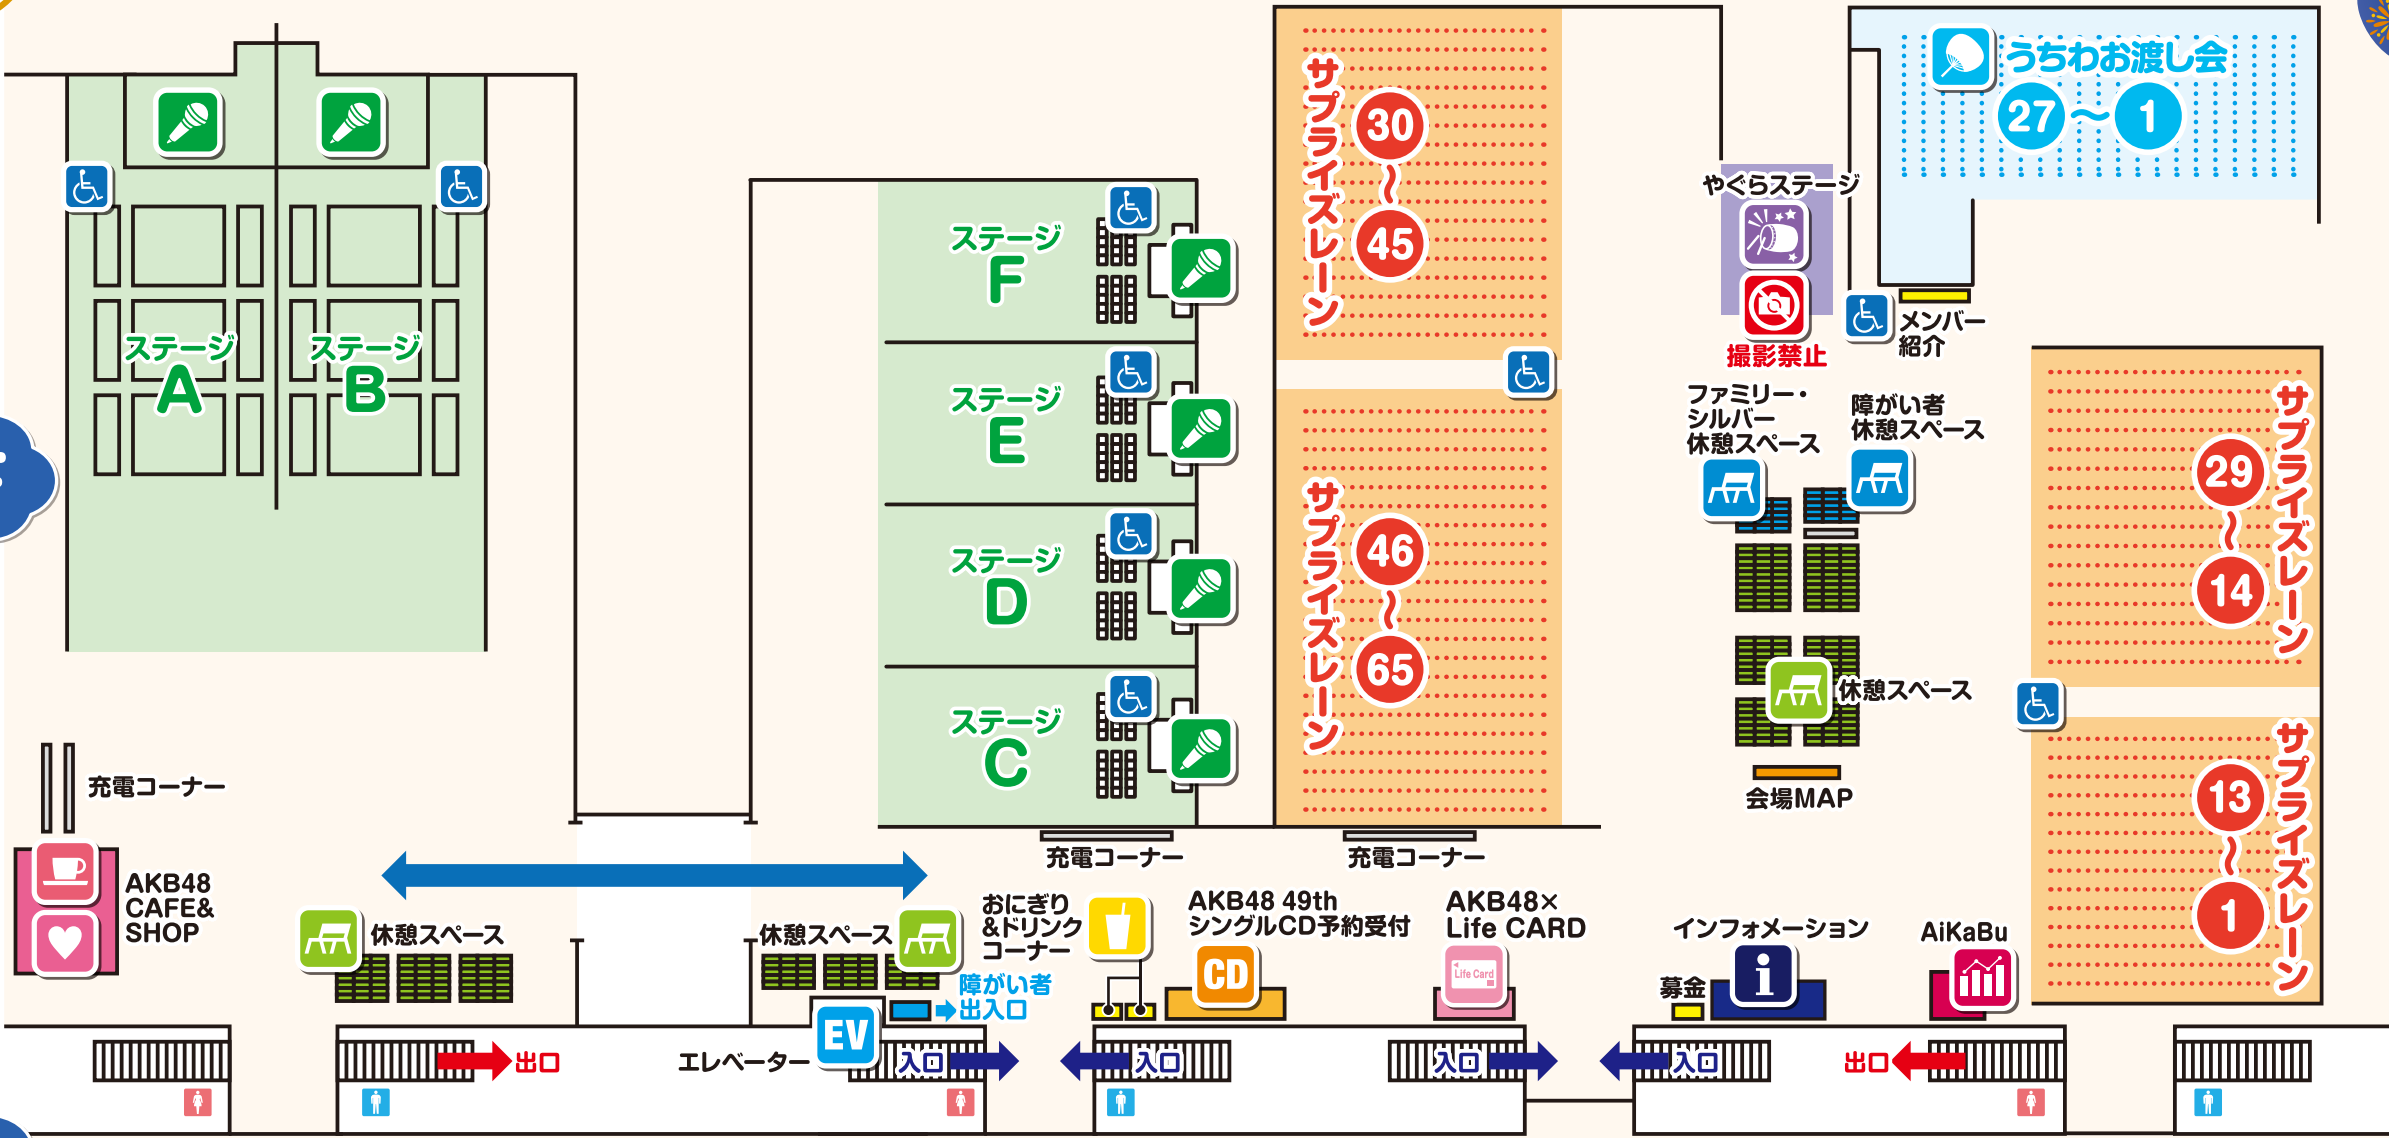 うちわお渡し会
27～1
サプライズレーン
30～45
やぐらステージ
撮影禁止
メンバー
紹介
ステージ
F
ステージ
A
ステージ
B
ステージ
E
ファミリー・
シルバー
休憩スペース
障がい者
休憩スペース
サプライズレーン
29～14
サプライズレーン
46～65
ステージ
D
ステージ
C
休憩スペース
会場MAP
サプライズレーン
13～1
充電コーナー
充電コーナー
充電コーナー
AKB48
CAFE&
SHOP
休憩スペース
休憩スペース
おにぎり
&ドリンク
コーナー
AKB48 49th
シングルCD予約受付
CD
AKB48×
Life CARD
Life Card
インフォメーション
i
募金
AiKaBu
障がい者
出入口
EV
エレベーター
出口
入口
入口
入口
入口
出口